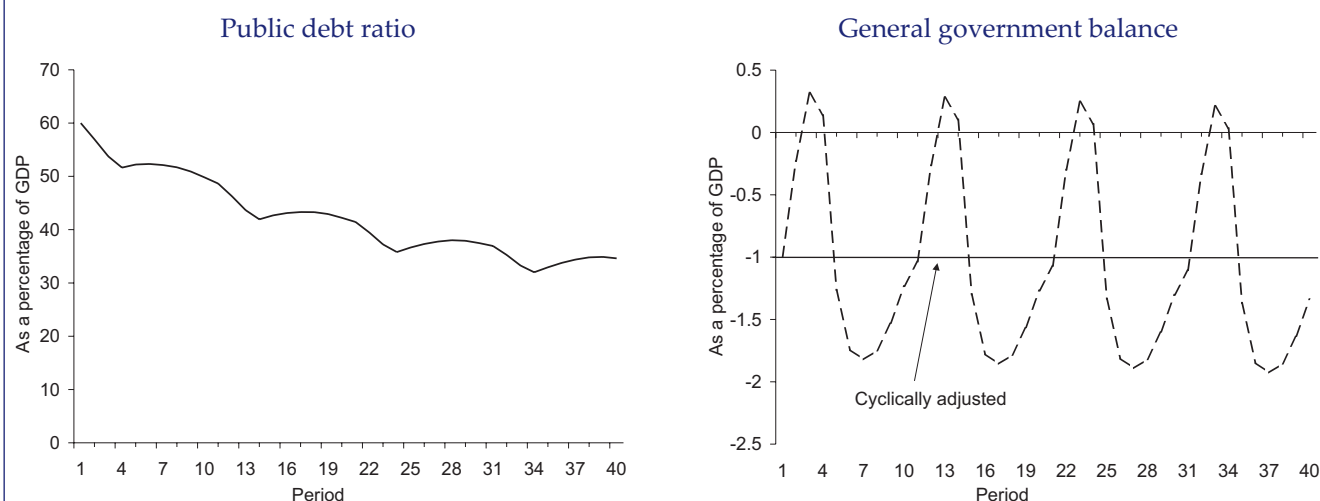 Public debt ratio
70
60
50
40
30
20
10
0
As a percentage of GDP
1 4 7 10 13 16 19 22 25 28 31 34 37 40
Period
General government balance
0.5
0
-0.5
-1
-1.5
-2
-2.5
As a percentage of GDP
Cyclically adjusted
1 4 7 10 13 16 19 22 25 28 31 34 37 40
Period